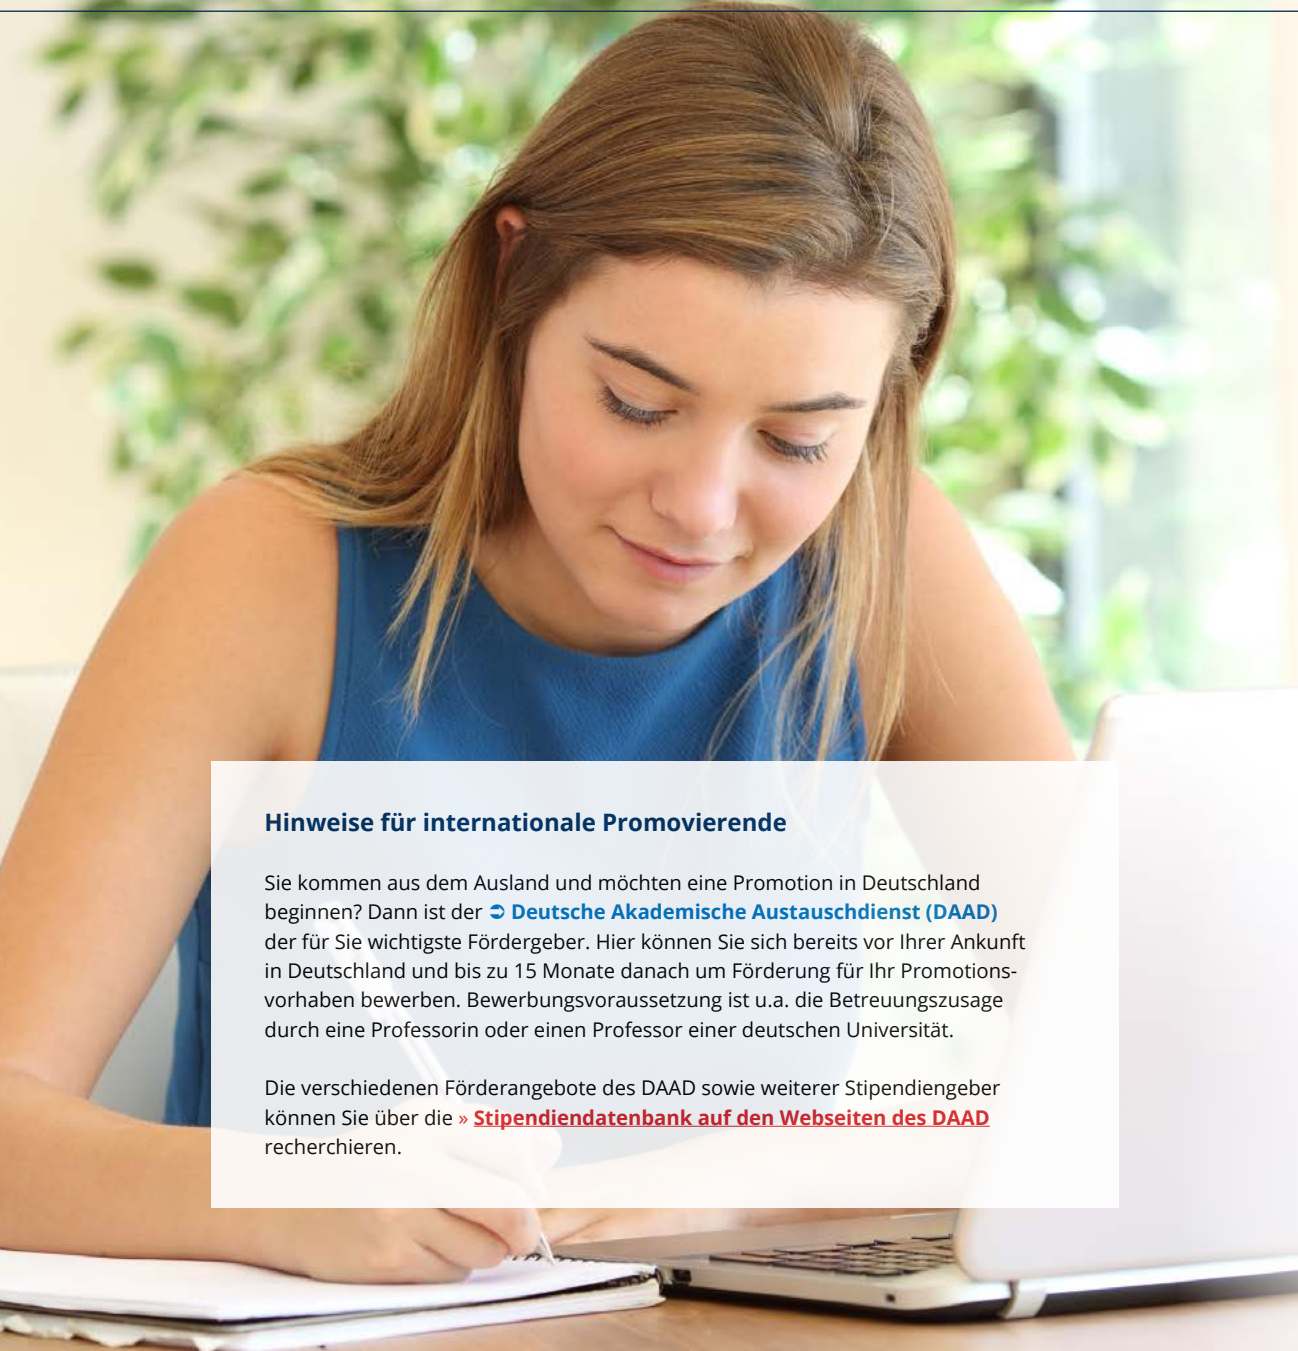 Hinweise für internationale Promovierende
Sie kommen aus dem Ausland und möchten eine Promotion in Deutschland
beginnen? Dann ist der ➲ Deutsche Akademische Austauschdienst (DAAD)
der für Sie wichtigste Fördergeber. Hier können Sie sich bereits vor Ihrer Ankunft
in Deutschland und bis zu 15 Monate danach um Förderung für Ihr Promotions-
vorhaben bewerben. Bewerbungsvoraussetzung ist u.a. die Betreuungszusage
durch eine Professorin oder einen Professor einer deutschen Universität.
Die verschiedenen Förderangebote des DAAD sowie weiterer Stipendiengeber
können Sie über die » Stipendiendatenbank auf den Webseiten des DAAD
recherchieren.